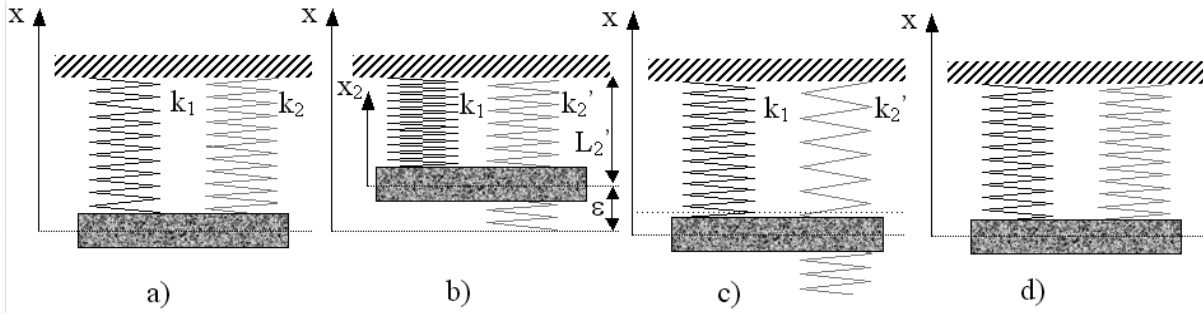 x
k₁
k₂
a)
x
x₂
k₁
k₂'
L₂'
ε
b)
x
k₁
k₂'
c)
x
d)